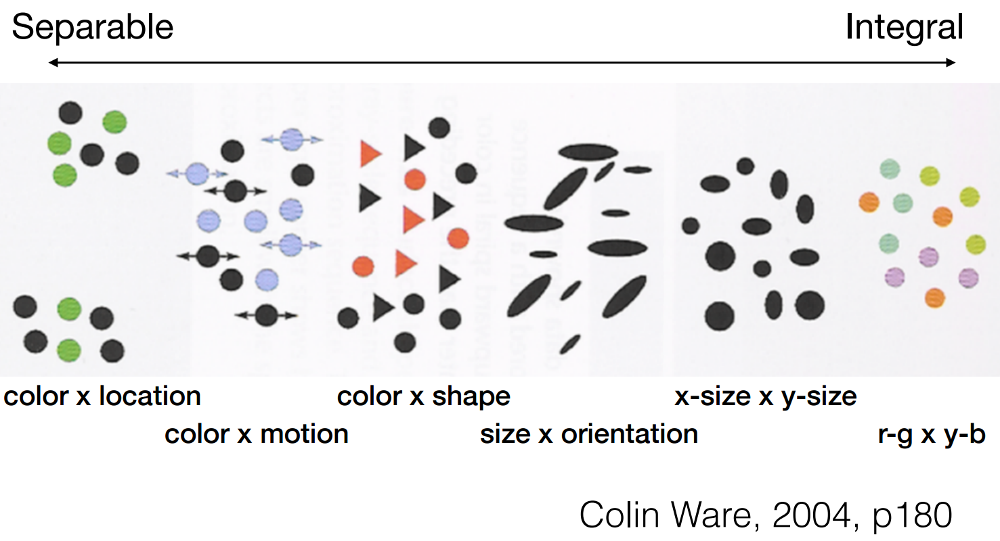 Separable
Integral
color x location
color x shape
x-size x y-size
color x motion
size x orientation
r-g x y-b
Colin Ware, 2004, p180